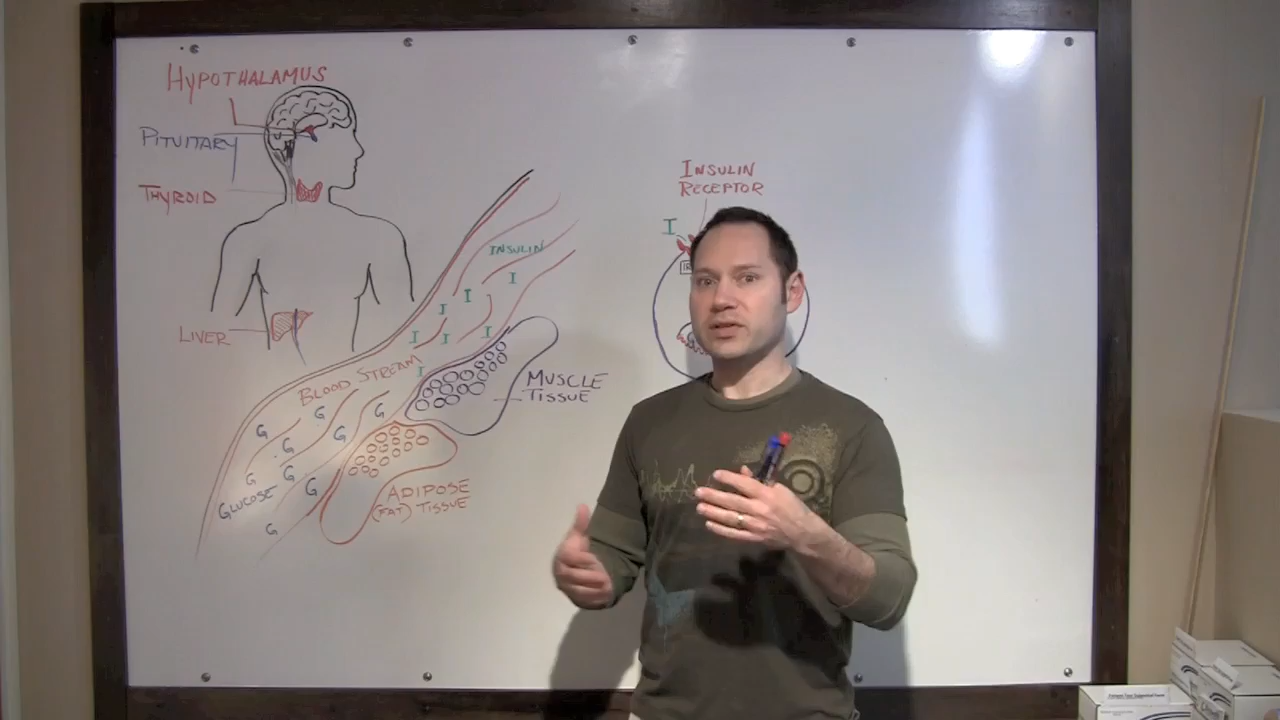 HYPOTHALAMUS
PITUITARY
THYROID
LIVER
BLOOD STREAM
INSULIN
I
I
I
I
I
I
I
G
G
G
G
G
G
G
G
G
GLUCOSE
MUSCLE
TISSUE
ADIPOSE
(FAT) TISSUE
INSULIN
RECEPTOR
I